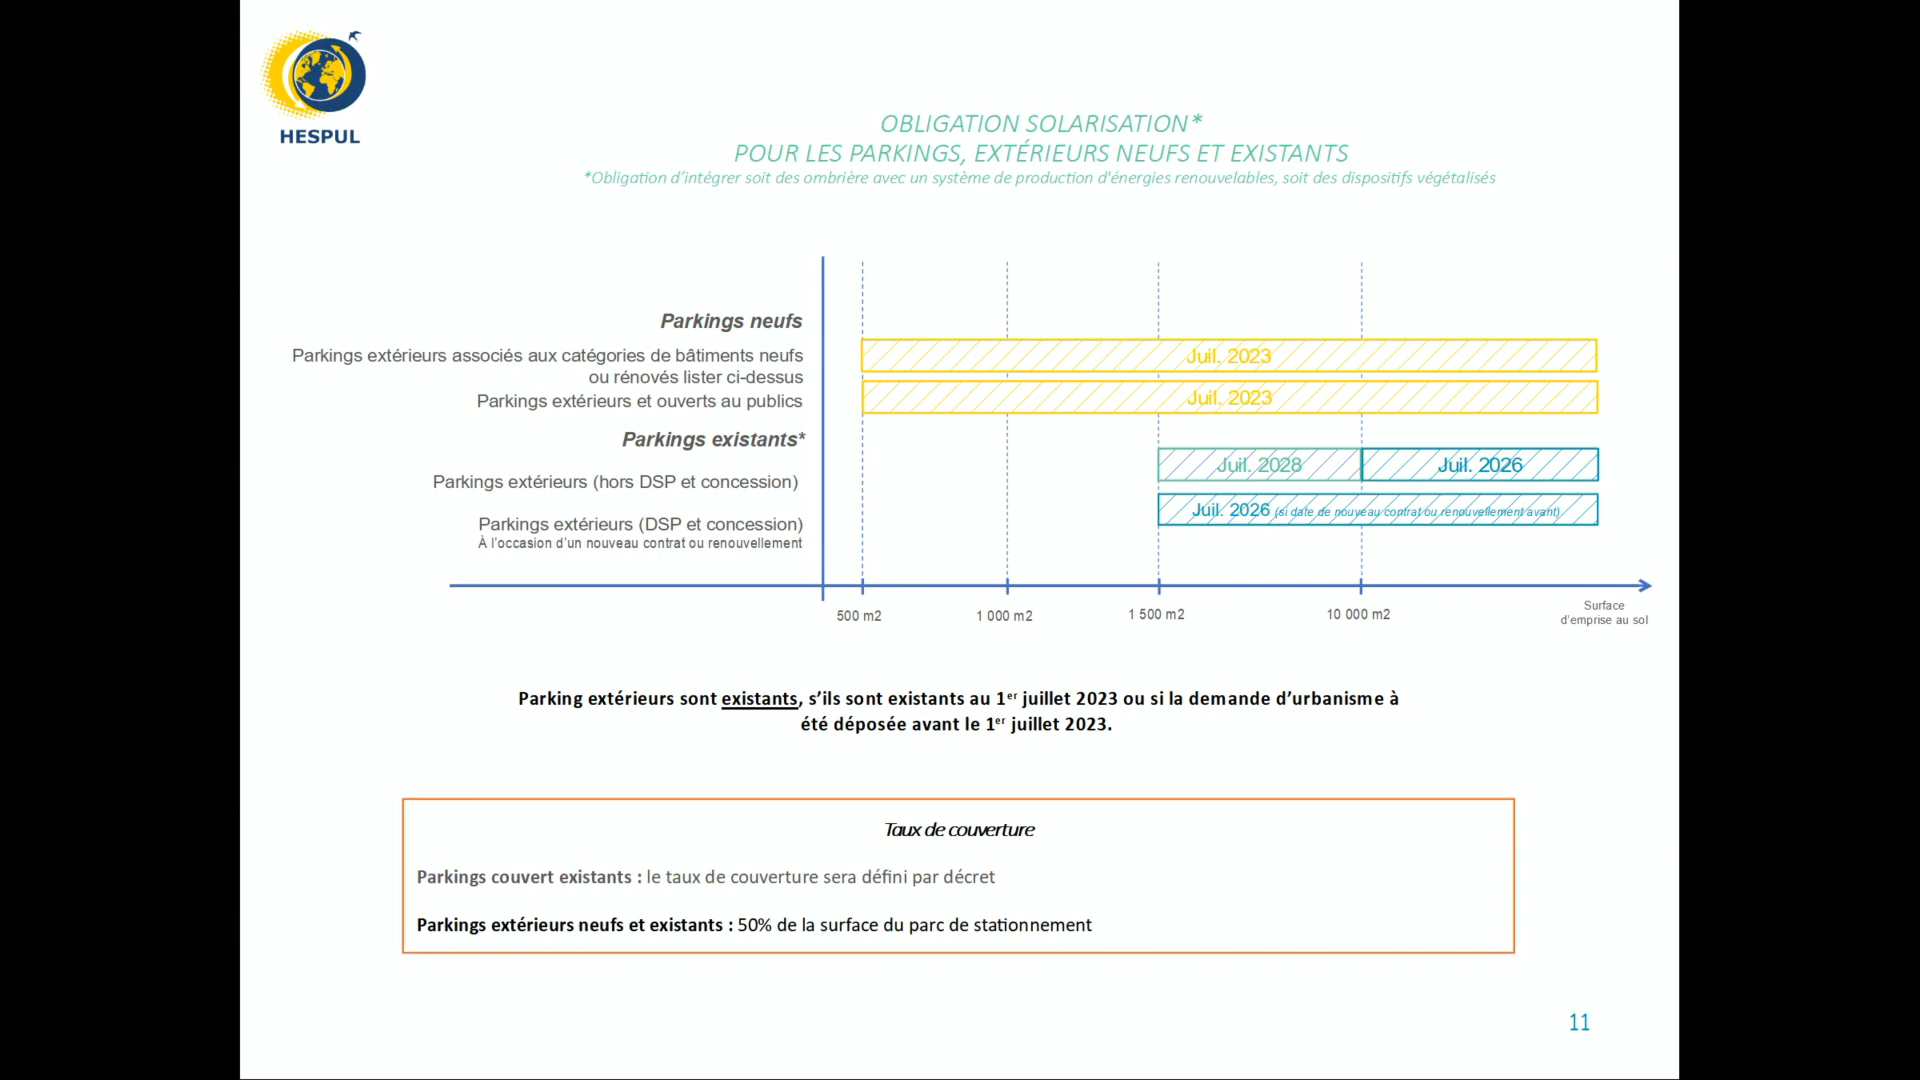 HESPUL
OBLIGATION SOLARISATION*
POUR LES PARKINGS, EXTÉRIEURS NEUFS ET EXISTANTS
*Obligation d’intégrer soit des ombrière avec un système de production d'énergies renouvelables, soit des dispositifs végétalisés
Parkings neufs
Parkings extérieurs associés aux catégories de bâtiments neufs
ou rénovés lister ci-dessus
Juil. 2023
Parkings extérieurs et ouverts au publics
Juil. 2023
Parkings existants*
Parkings extérieurs (hors DSP et concession)
Juil. 2028
Juil. 2026
Parkings extérieurs (DSP et concession)
À l’occasion d’un nouveau contrat ou renouvellement
Juil. 2026 (si date de nouveau contrat ou renouvellement avant)
500 m2
1 000 m2
1 500 m2
10 000 m2
Surface
d’emprise au sol
Parking extérieurs sont existants, s’ils sont existants au 1er juillet 2023 ou si la demande d’urbanisme à
été déposée avant le 1er juillet 2023.
Taux de couverture
Parkings couvert existants : le taux de couverture sera défini par décret
Parkings extérieurs neufs et existants : 50% de la surface du parc de stationnement
11